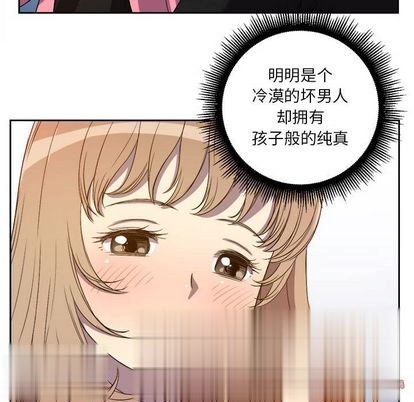 明明是个
冷漠的坏男人
却拥有
孩子般的纯真